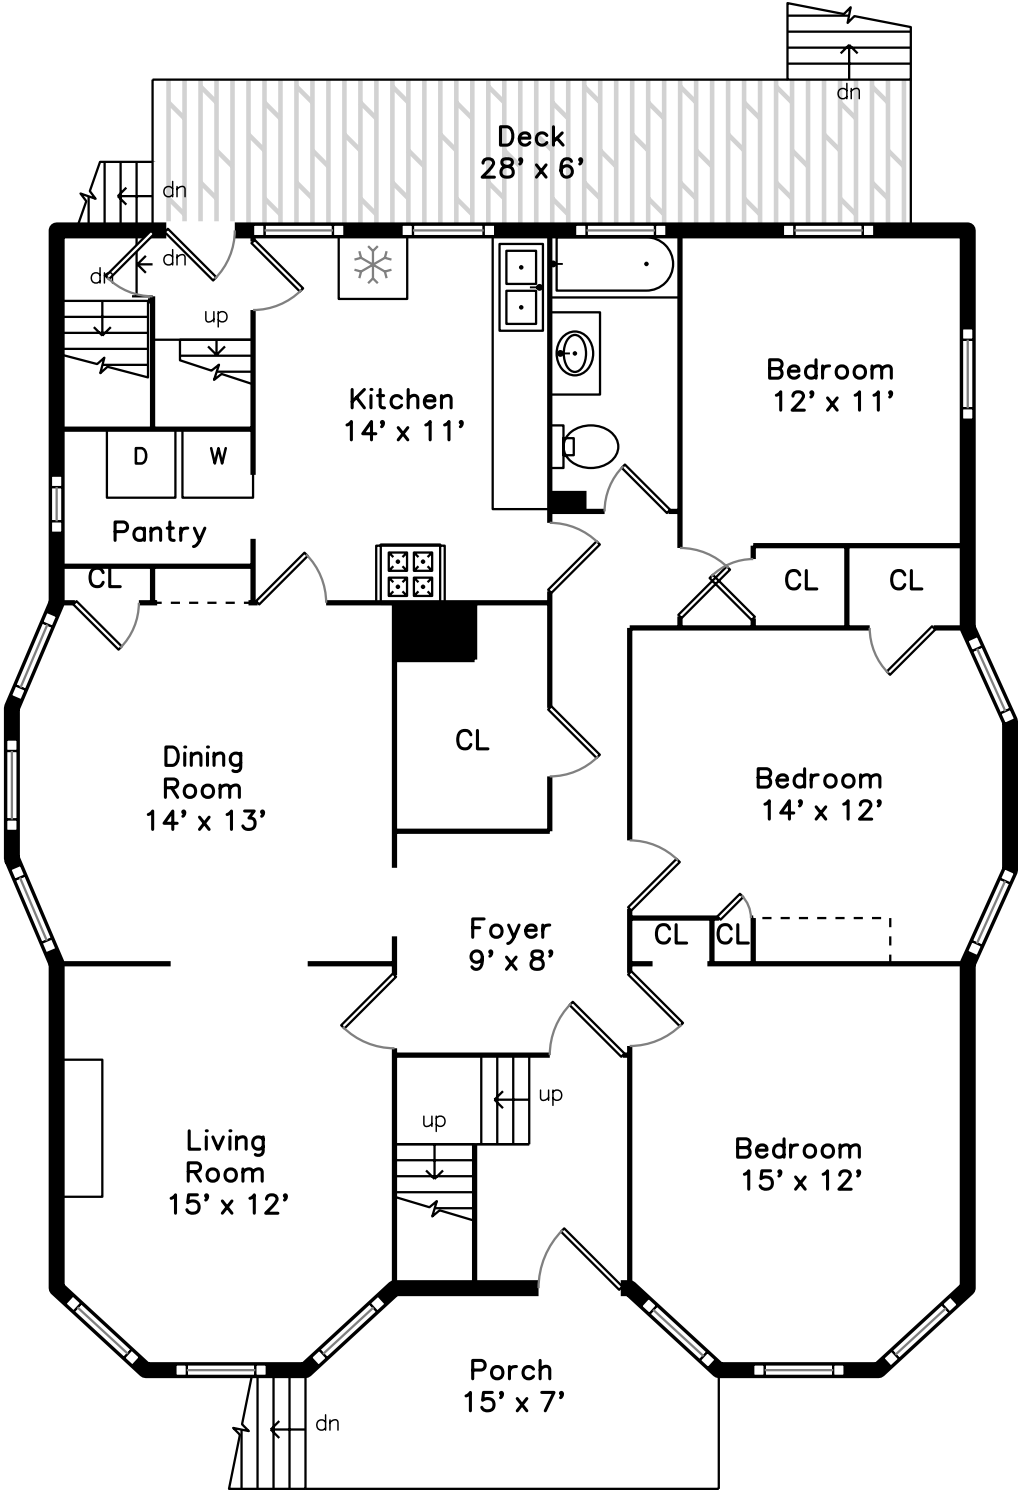 dn
Deck
28' x 6'
dn
dn
dn
up
Bedroom
12' x 11'
Kitchen
14' x 11'
D
W
Pantry
CL
CL
CL
Dining
Room
14' x 13'
CL
Bedroom
14' x 12'
Foyer
9' x 8'
CL
CL
up
up
Living
Room
15' x 12'
Bedroom
15' x 12'
Porch
15' x 7'
dn